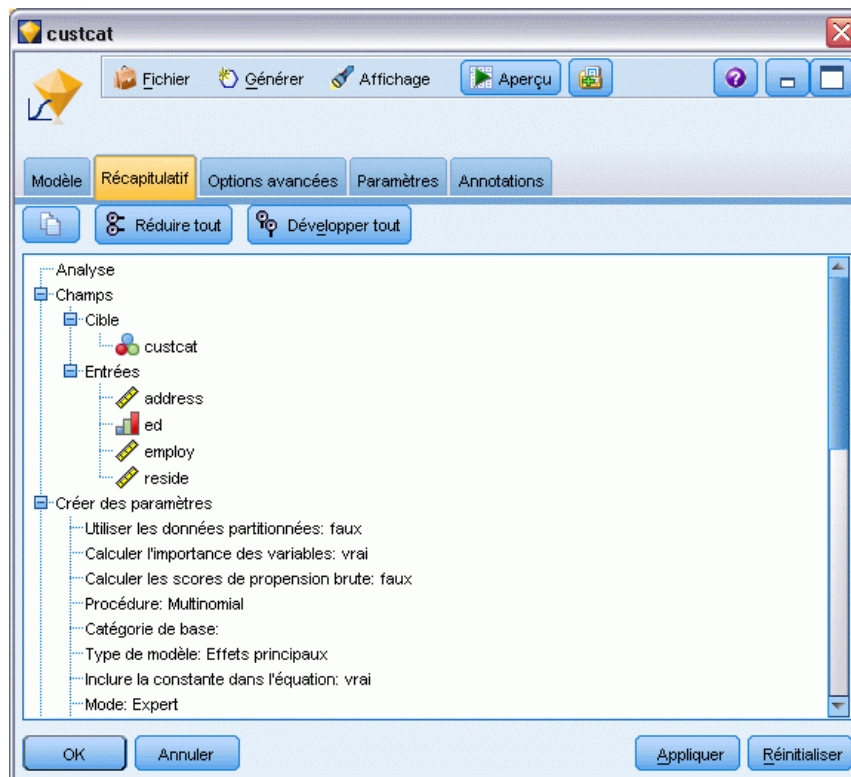 custcat
Fichier Générer Affichage Aperçu
Modèle Récapitulatif Options avancées Paramètres Annotations
Réduire tout Développer tout
Analyse
Champs
Cible
custcat
Entrées
address
ed
employ
reside
Créer des paramètres
Utiliser les données partitionnées: faux
Calculer l'importance des variables: vrai
Calculer les scores de propension brute: faux
Procédure: Multinomial
Catégorie de base:
Type de modèle: Effets principaux
Inclure la constante dans l'équation: vrai
Mode: Expert
OK Annuler Appliquer Réinitialiser